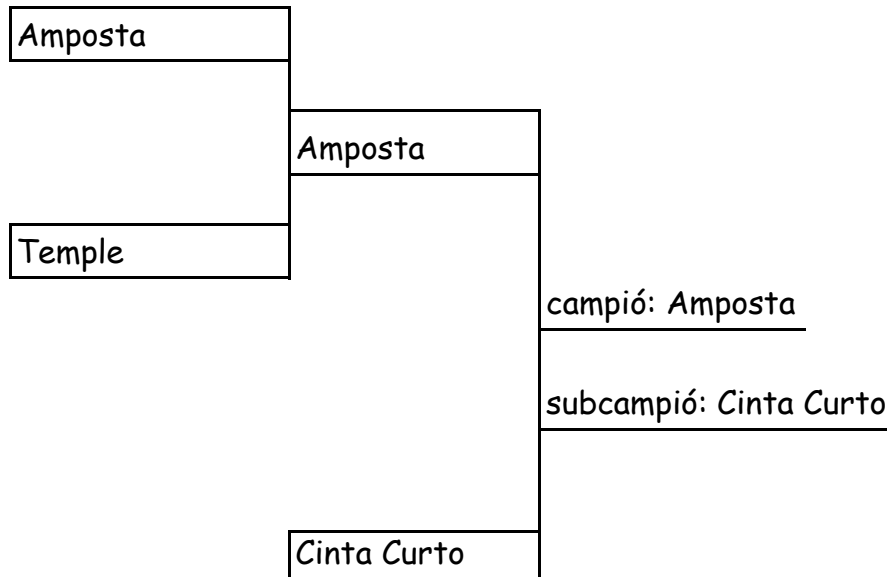 Amposta
Amposta
Temple
campió: Amposta
subcampió: Cinta Curto
Cinta Curto